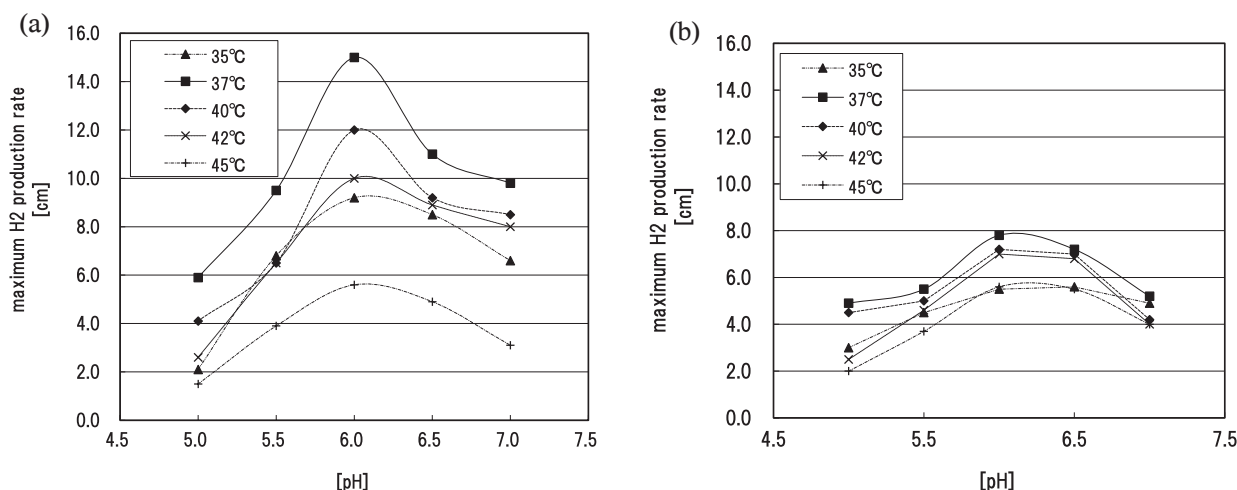 (a)
16.0
14.0
12.0
10.0
8.0
6.0
4.0
2.0
0.0
maximum H2 production rate
[cm]
35℃
37℃
40℃
42℃
45℃
4.5 5.0 5.5 6.0 6.5 7.0 7.5
[pH]
(b)
16.0
14.0
12.0
10.0
8.0
6.0
4.0
2.0
0.0
maximum H2 production rate
[cm]
35℃
37℃
40℃
42℃
45℃
4.5 5.5 6.5 7.5
[pH]